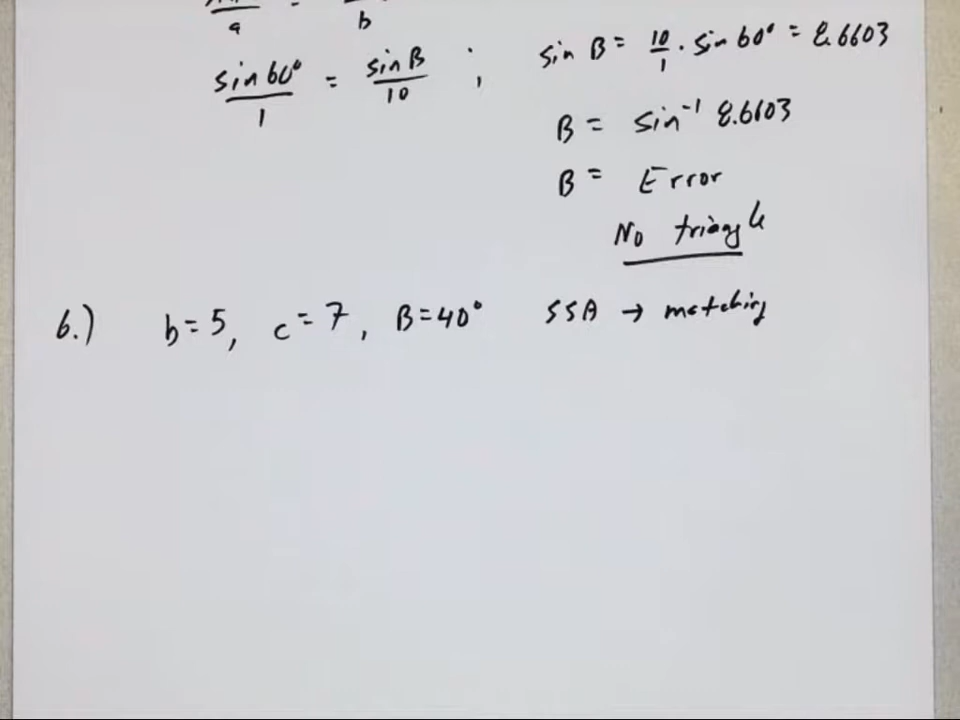 a b
sin 60° / 1 = sin B / 10 ; sin B = 10/1 · sin 60° = 8.6603
B = sin⁻¹ 8.6603
B = Error
No triangle
6.) b = 5, c = 7, B = 40° SSA → matching